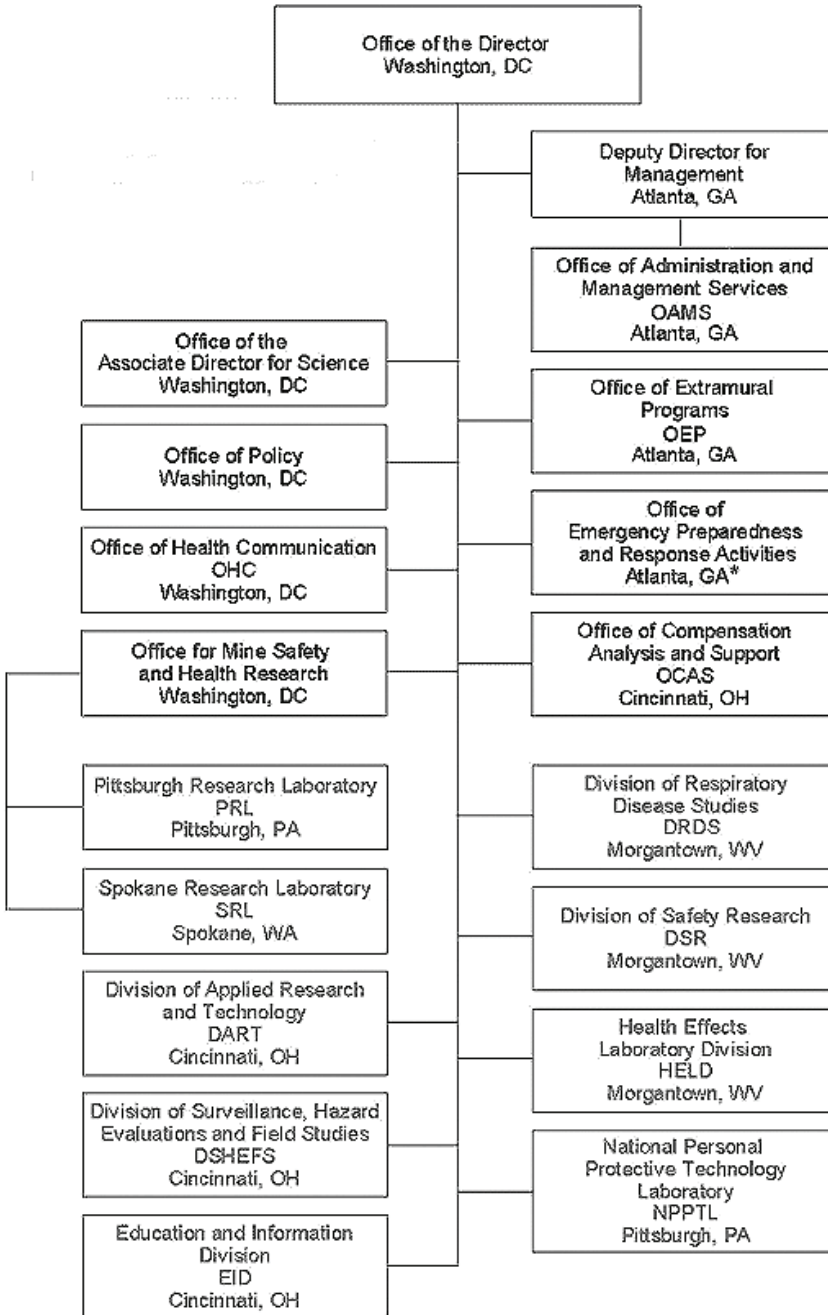 Office of the Director
Washington, DC
Deputy Director for
Management
Atlanta, GA
Office of Administration and
Management Services
OAMS
Atlanta, GA
Office of the
Associate Director for Science
Washington, DC
Office of Extramural
Programs
OEP
Atlanta, GA
Office of Policy
Washington, DC
Office of
Emergency Preparedness
and Response Activities
Atlanta, GA*
Office of Health Communication
OHC
Washington, DC
Office of Compensation
Analysis and Support
OCAS
Cincinnati, OH
Office for Mine Safety
and Health Research
Washington, DC
Pittsburgh Research Laboratory
PRL
Pittsburgh, PA
Division of Respiratory
Disease Studies
DRDS
Morgantown, WV
Spokane Research Laboratory
SRL
Spokane, WA
Division of Safety Research
DSR
Morgantown, WV
Division of Applied Research
and Technology
DART
Cincinnati, OH
Health Effects
Laboratory Division
HELD
Morgantown, WV
Division of Surveillance, Hazard
Evaluations and Field Studies
DSHEFS
Cincinnati, OH
National Personal
Protective Technology
Laboratory
NPPTL
Pittsburgh, PA
Education and Information
Division
EID
Cincinnati, OH